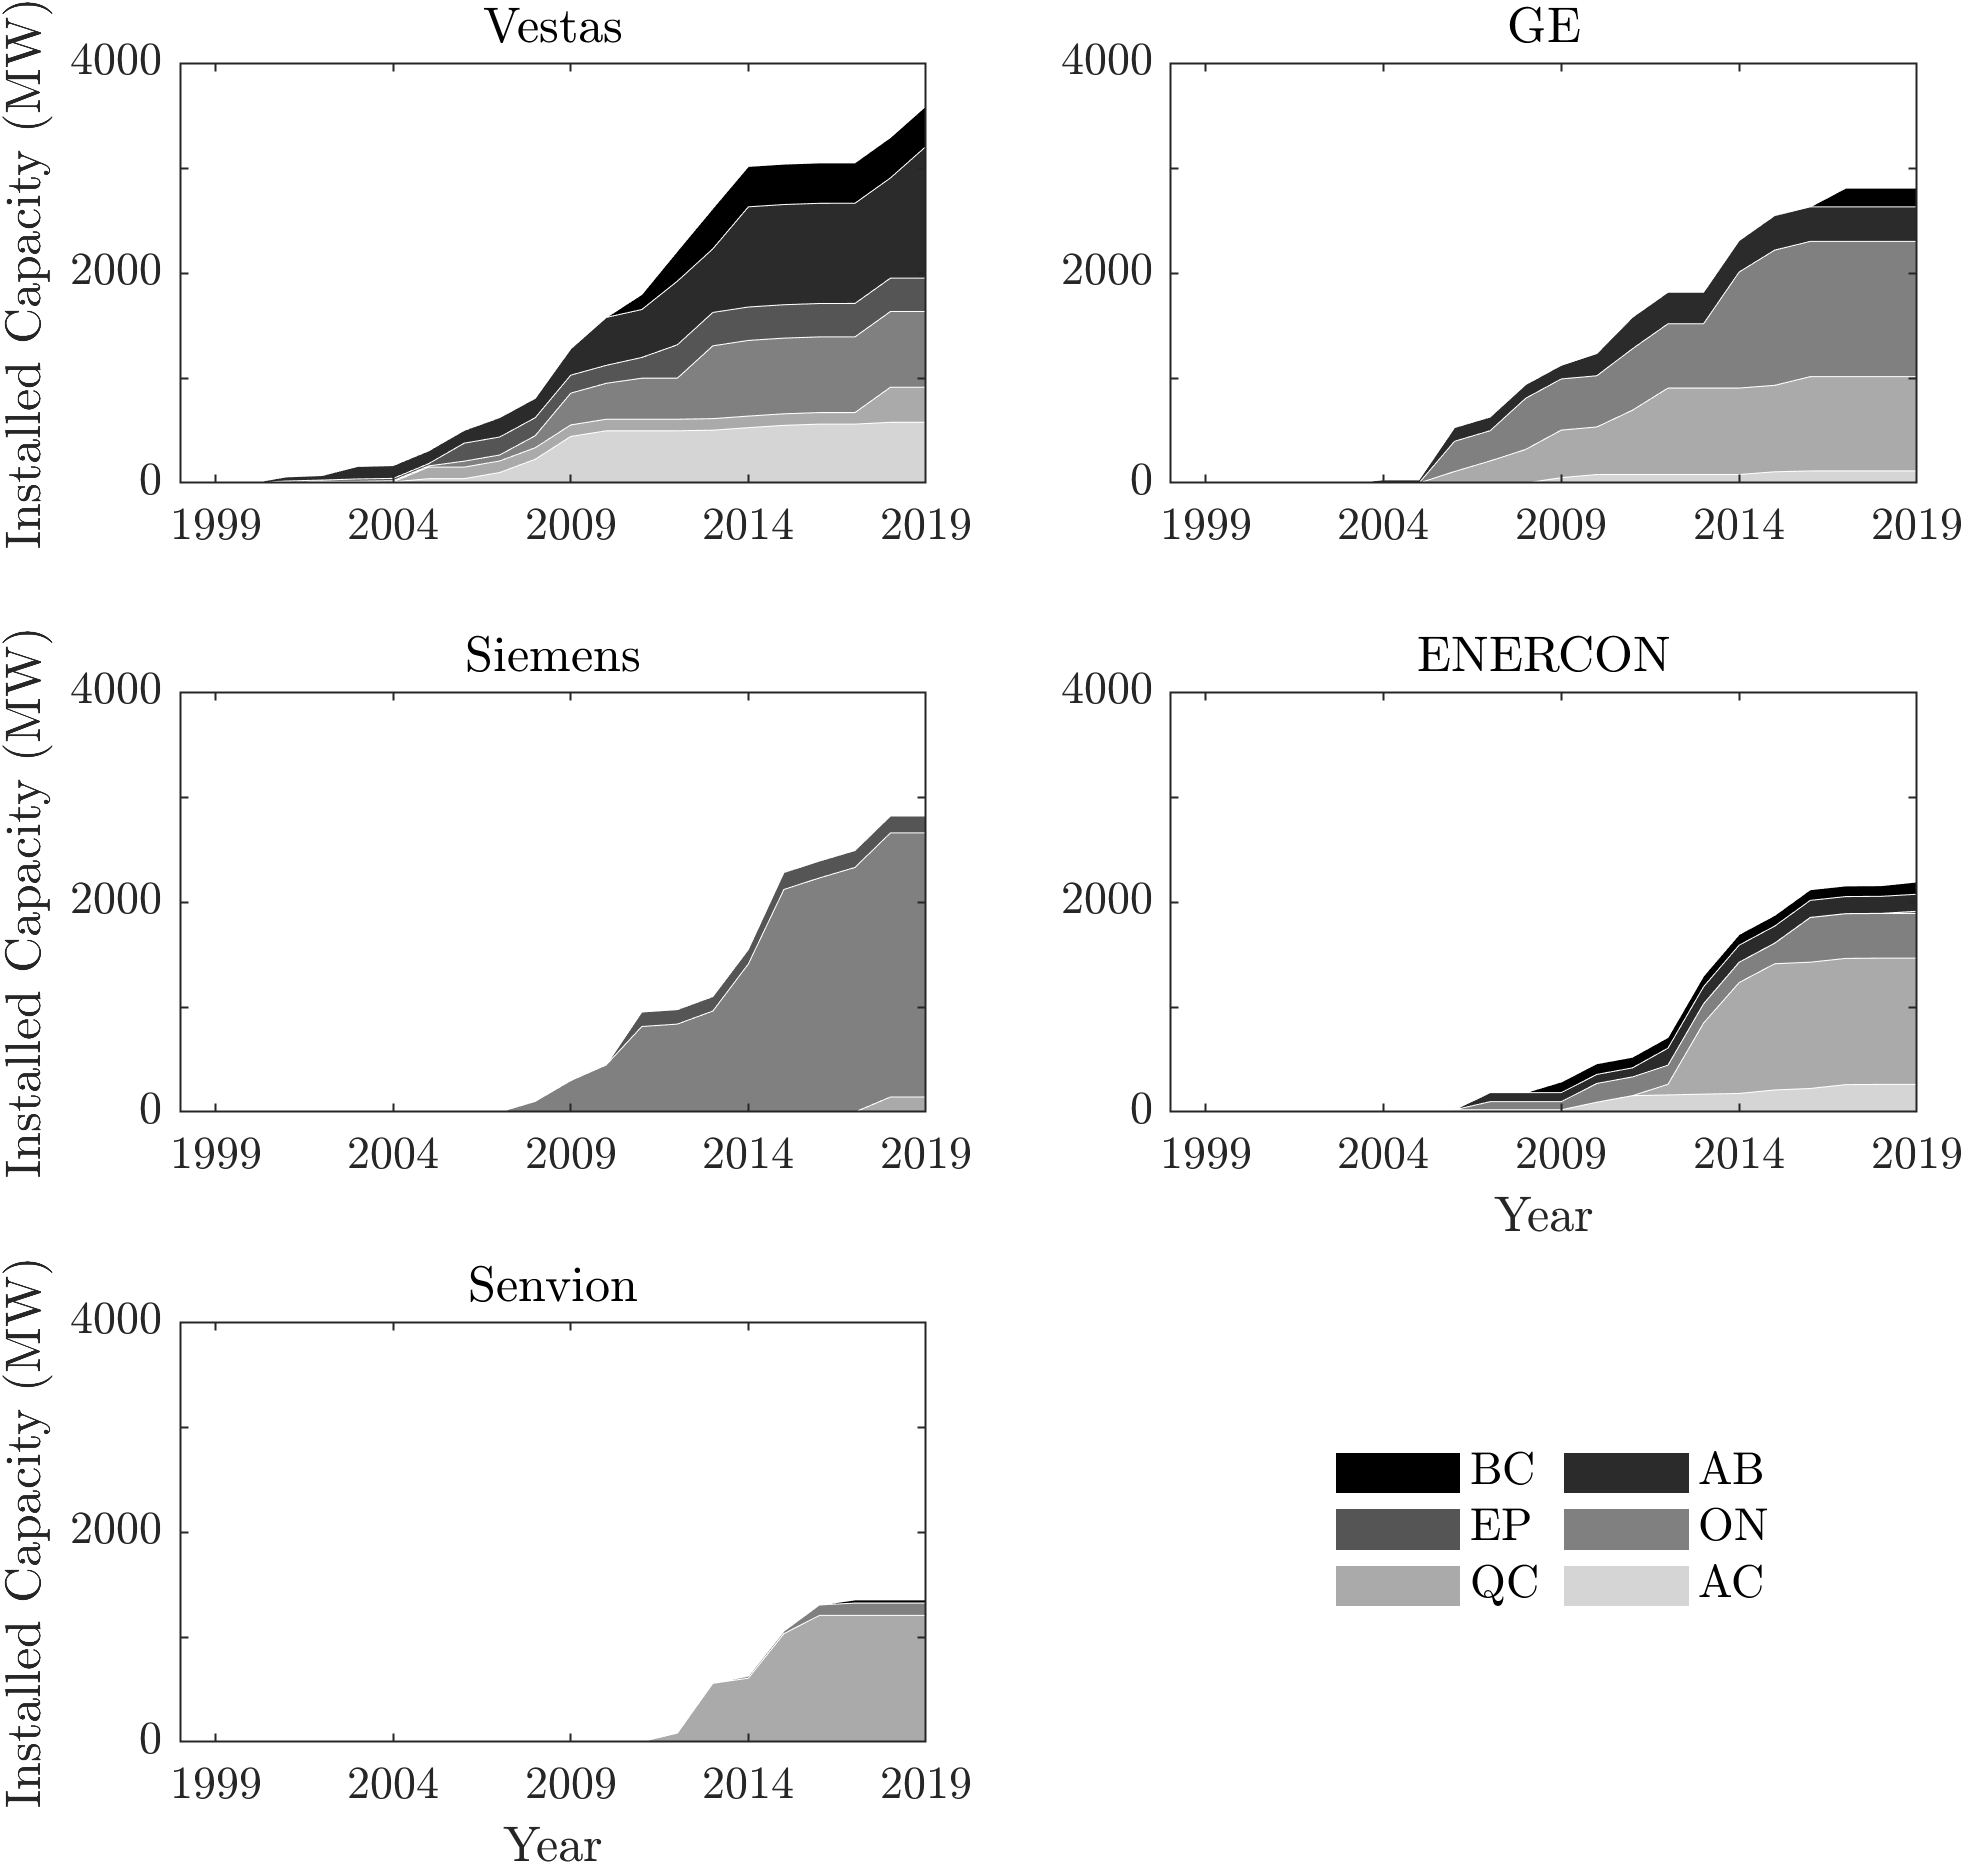 Vestas
Installed Capacity (MW)
4000
2000
0
1999 2004 2009 2014 2019
GE
4000
2000
0
1999 2004 2009 2014 2019
Siemens
Installed Capacity (MW)
4000
2000
0
1999 2004 2009 2014 2019
ENERCON
4000
2000
0
1999 2004 2009 2014 2019
Year
Senvion
Installed Capacity (MW)
4000
2000
0
1999 2004 2009 2014 2019
Year
BC AB
EP ON
QC AC